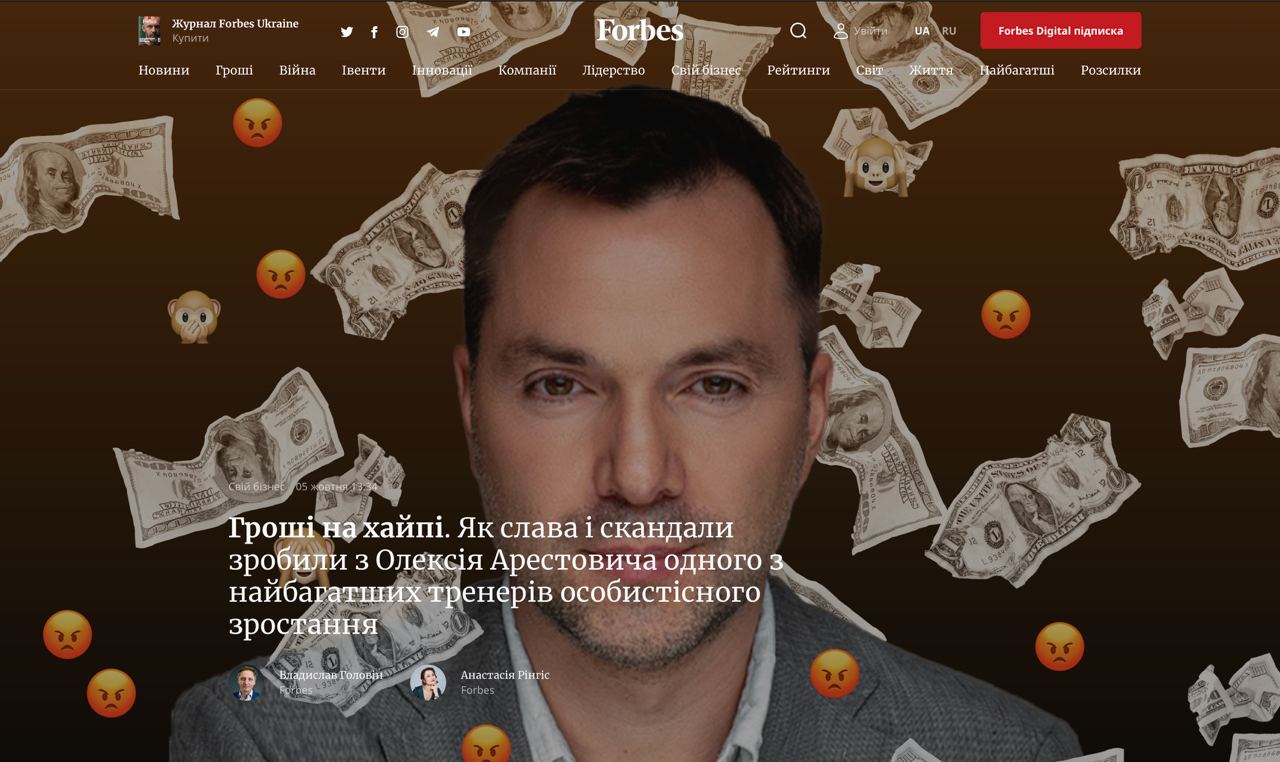 Журнал Forbes Ukraine
Купити
Forbes
Увійти
UA RU
Forbes Digital підписка
Новини Гроші Війна Івенти Інновації Компанії Лідерство Свій бізнес Рейтинги Світ Життя Найбагатші Розсилки
Свій бізнес 05 жовтня 13:34
Гроші на хайпі. Як слава і скандали
зробили з Олексія Арестовича одного з
найбагатших тренерів особистісного
зростання
Владислав Головін
Forbes
Анастасія Рінгіс
Forbes